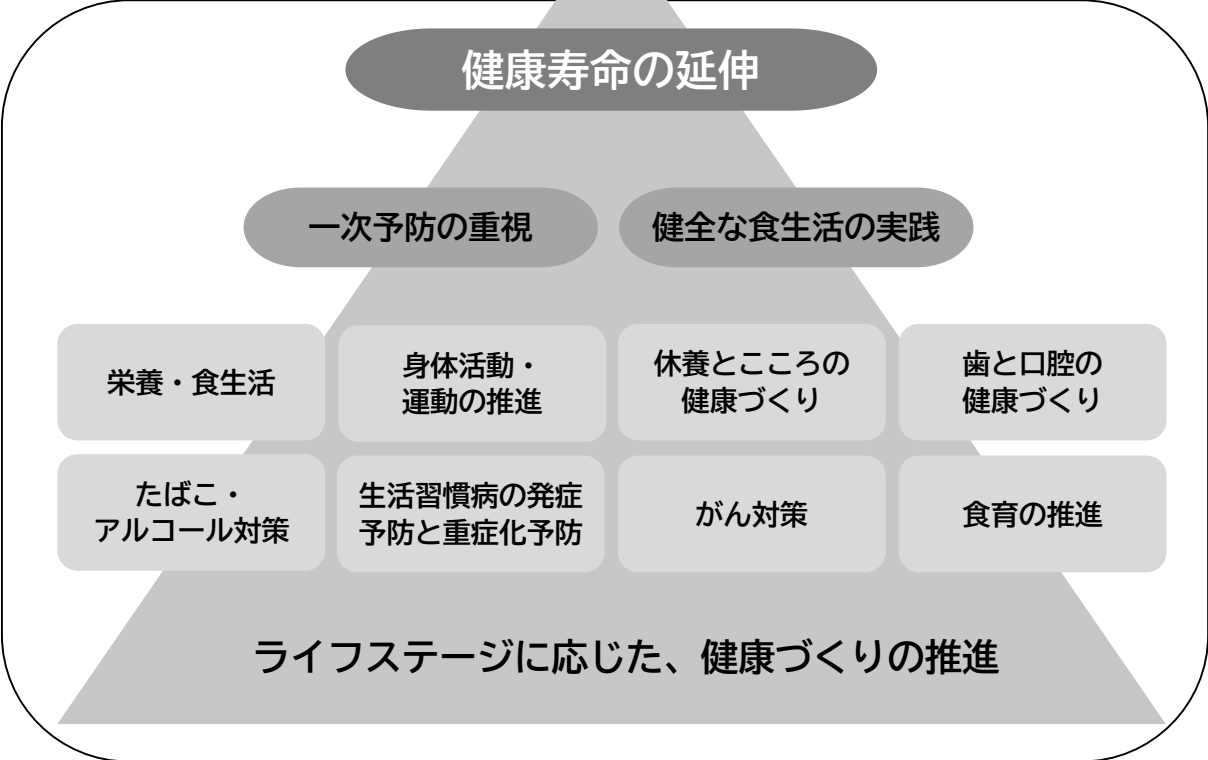 健康寿命の延伸
一次予防の重視
健全な食生活の実践
栄養・食生活
身体活動・
運動の推進
休養とこころの
健康づくり
歯と口腔の
健康づくり
たばこ・
アルコール対策
生活習慣病の発症
予防と重症化予防
がん対策
食育の推進
ライフステージに応じた、健康づくりの推進